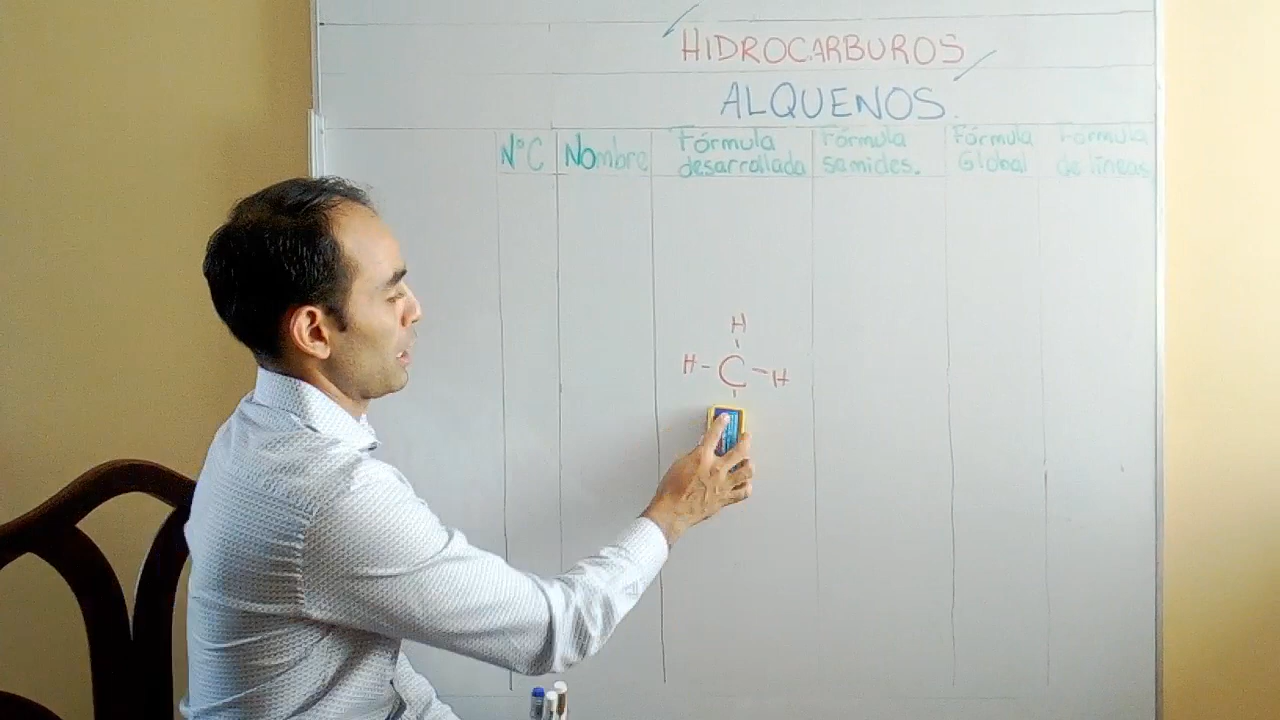 HIDROCARBUROS
ALQUENOS.
N°C Nombre Fórmula desarrollada Fórmula semides. Fórmula Global Fórmula de líneas
H
H - C - H